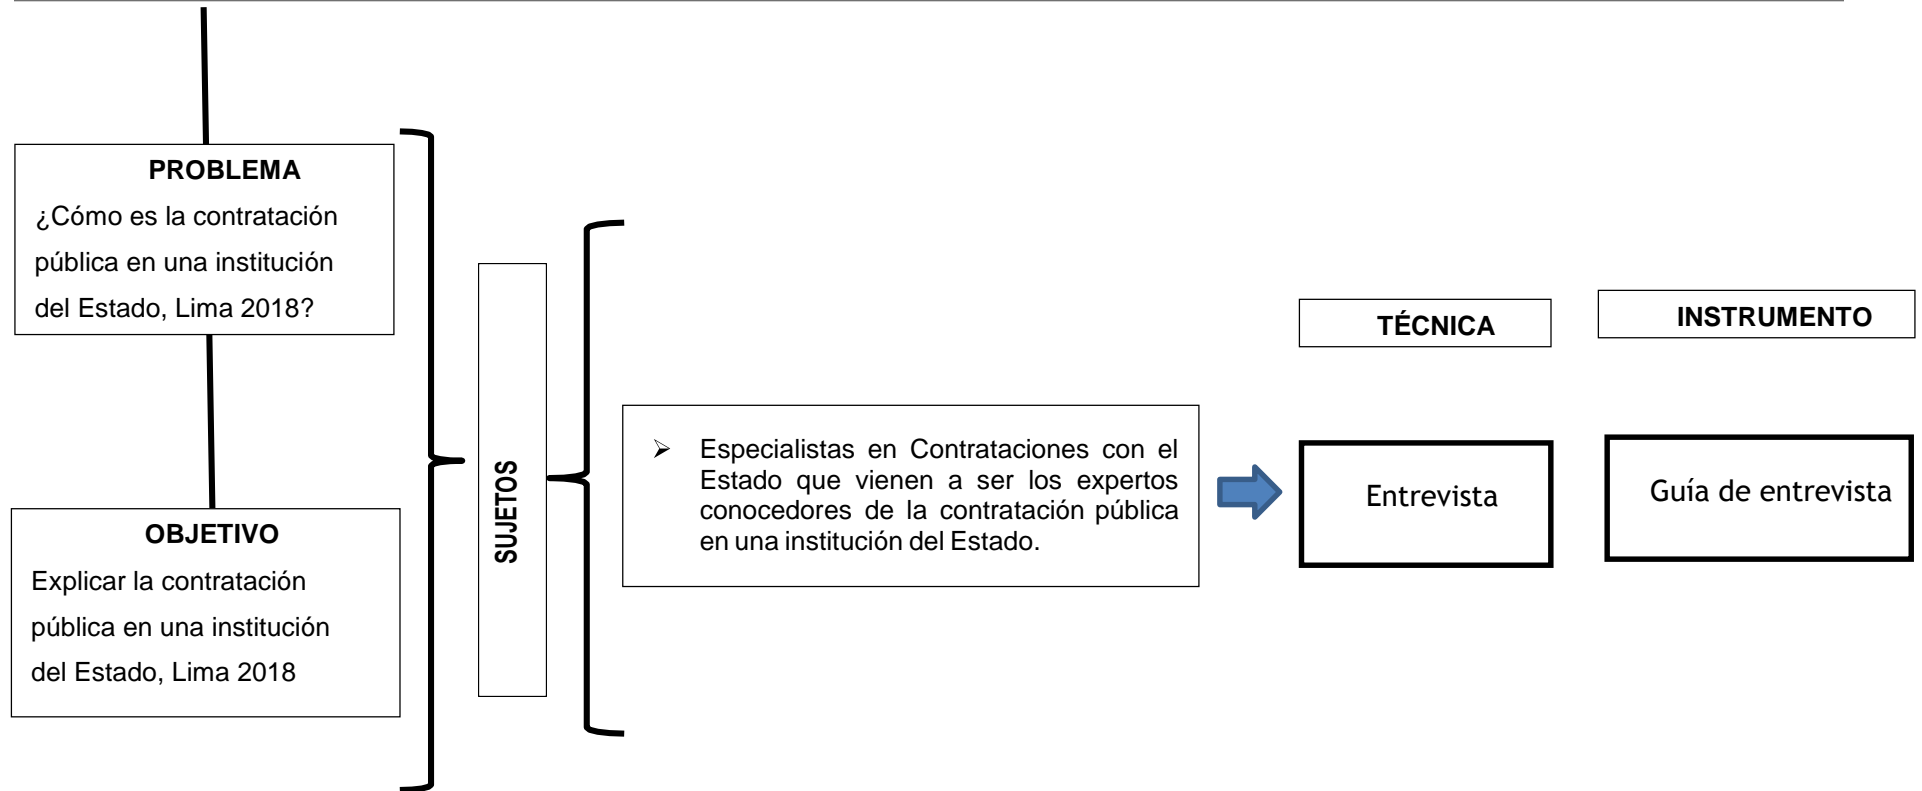 PROBLEMA
¿Cómo es la contratación
pública en una institución
del Estado, Lima 2018?
OBJETIVO
Explicar la contratación
pública en una institución
del Estado, Lima 2018
SUJETOS
➢ Especialistas en Contrataciones con el
Estado que vienen a ser los expertos
conocedores de la contratación pública
en una institución del Estado.
TÉCNICA
INSTRUMENTO
Entrevista
Guía de entrevista